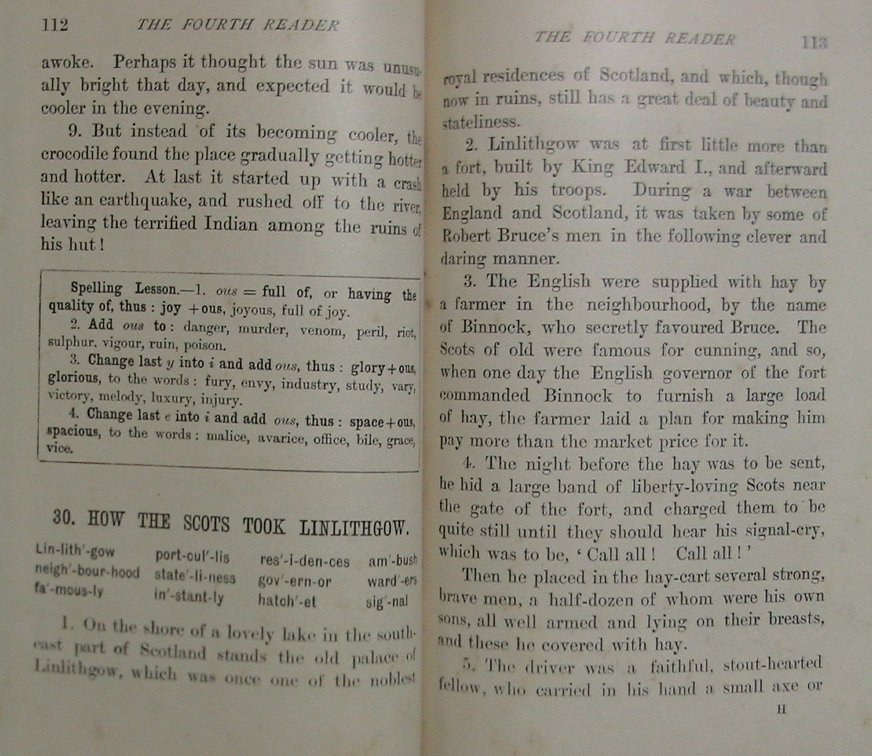 112 THE FOURTH READER
awoke. Perhaps it thought the sun was unusu-
ally bright that day, and expected it would be
cooler in the evening.
9. But instead of its becoming cooler, the
crocodile found the place gradually getting hotter
and hotter. At last it started up with a crash
like an earthquake, and rushed off to the river,
leaving the terrified Indian among the ruins of
his hut!
Spelling Lesson.—1. ous = full of, or having the
quality of, thus: joy + ous, joyous, full of joy.
2. Add ous to: danger, murder, venom, peril, riot,
sulphur. vigour, ruin, poison.
3. Change last y into i and add ous, thus: glory + ous,
glorious, to the words: fury, envy, industry, study, vary,
victory, melody, luxury, injury.
4. Change last e into i and add ous, thus: space + ous,
spacious, to the words: malice, avarice, office, bile, grace,
vice.
30. HOW THE SCOTS TOOK LINLITHGOW.
Lin-lith'-gow port-cul'-lis res'-i-den-ces am'-bush
neigh'-bour-hood state'-li-ness gov'-ern-or ward'-ers
fa'-mous-ly in'-stant-ly hatch'-et sig'-nal
1. On the shore of a lovely lake in the south-
east part of Scotland stands the old palace of
Linlithgow, which was once one of the noblest
THE FOURTH READER 113
royal residences of Scotland, and which, though
now in ruins, still has a great deal of beauty and
stateliness.
2. Linlithgow was at first little more than
a fort, built by King Edward I., and afterward
held by his troops. During a war between
England and Scotland, it was taken by some of
Robert Bruce's men in the following clever and
daring manner.
3. The English were supplied with hay by
a farmer in the neighbourhood, by the name
of Binnock, who secretly favoured Bruce. The
Scots of old were famous for cunning, and so,
when one day the English governor of the fort
commanded Binnock to furnish a large load
of hay, the farmer laid a plan for making him
pay more than the market price for it.
4. The night before the hay was to be sent,
he hid a large band of liberty-loving Scots near
the gate of the fort, and charged them to be
quite still until they should hear his signal-cry,
which was to be, 'Call all! Call all!'
Then he placed in the hay-cart several strong,
brave men, a half-dozen of whom were his own
sons, all well armed and lying on their breasts,
and these he covered with hay.
5. The driver was a faithful, stout-hearted
fellow, who carried in his hand a small axe or
H